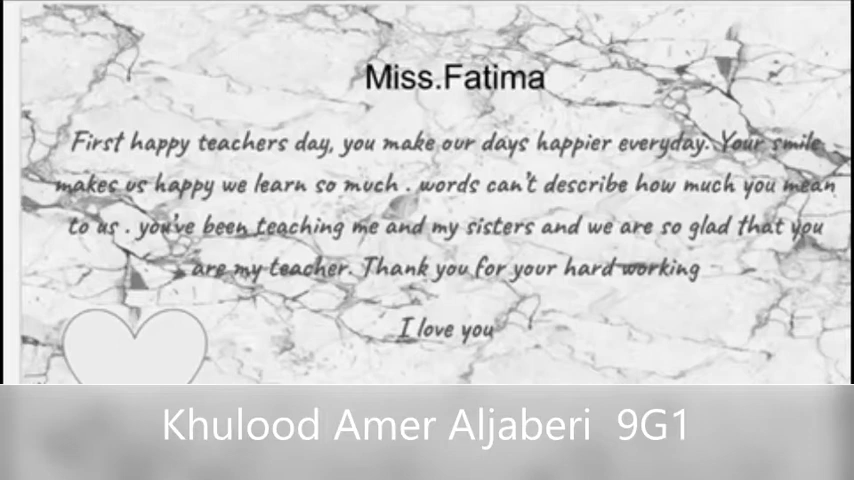 Miss.Fatima
First happy teachers day, you make our days happier everyday. Your smile
makes us happy we learn so much . words can't describe how much you mean
to us . you've been teaching me and my sisters and we are so glad that you
are my teacher. Thank you for your hard working
I love you
Khulood Amer Aljaberi  9G1